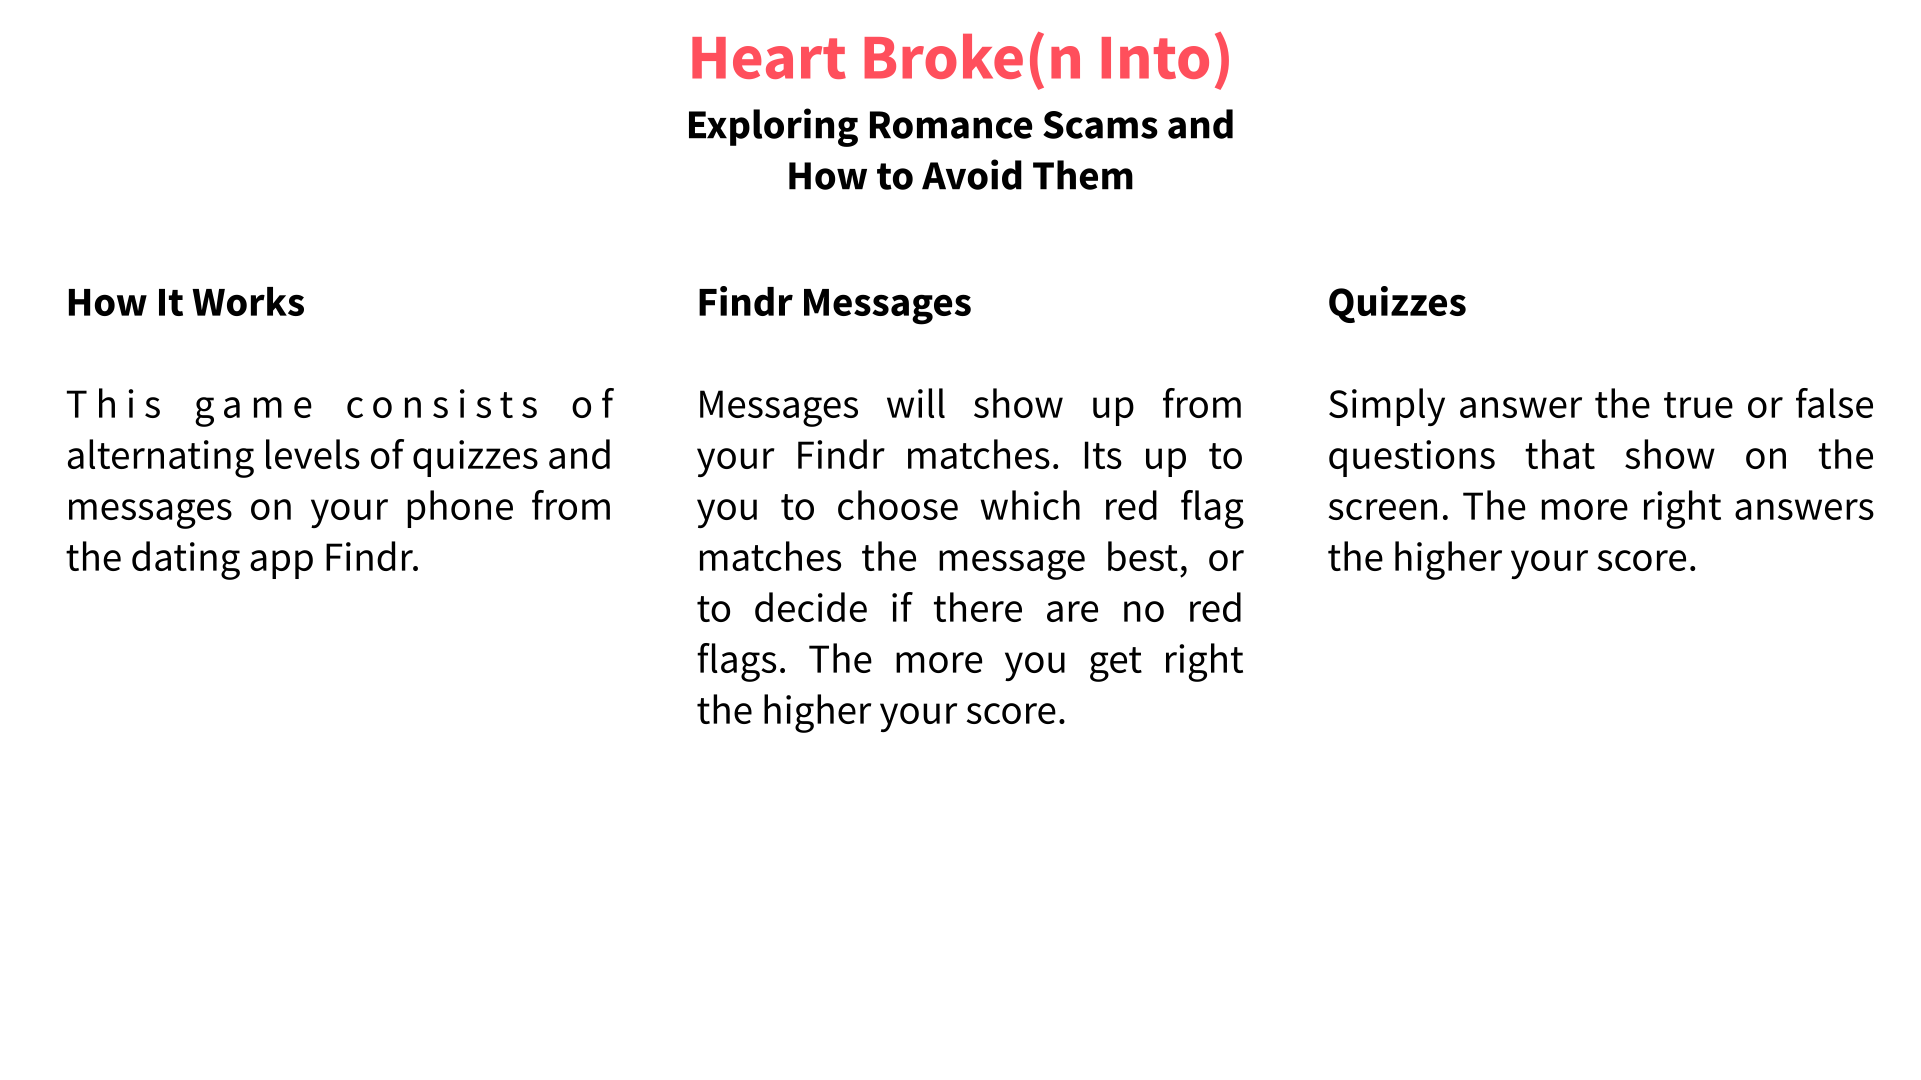 Heart Broke(n Into)
Exploring Romance Scams and
How to Avoid Them
How It Works
This game consists of
alternating levels of quizzes and
messages on your phone from
the dating app Findr.
Findr Messages
Messages will show up from
your Findr matches. Its up to
you to choose which red flag
matches the message best, or
to decide if there are no red
flags. The more you get right
the higher your score.
Quizzes
Simply answer the true or false
questions that show on the
screen. The more right answers
the higher your score.